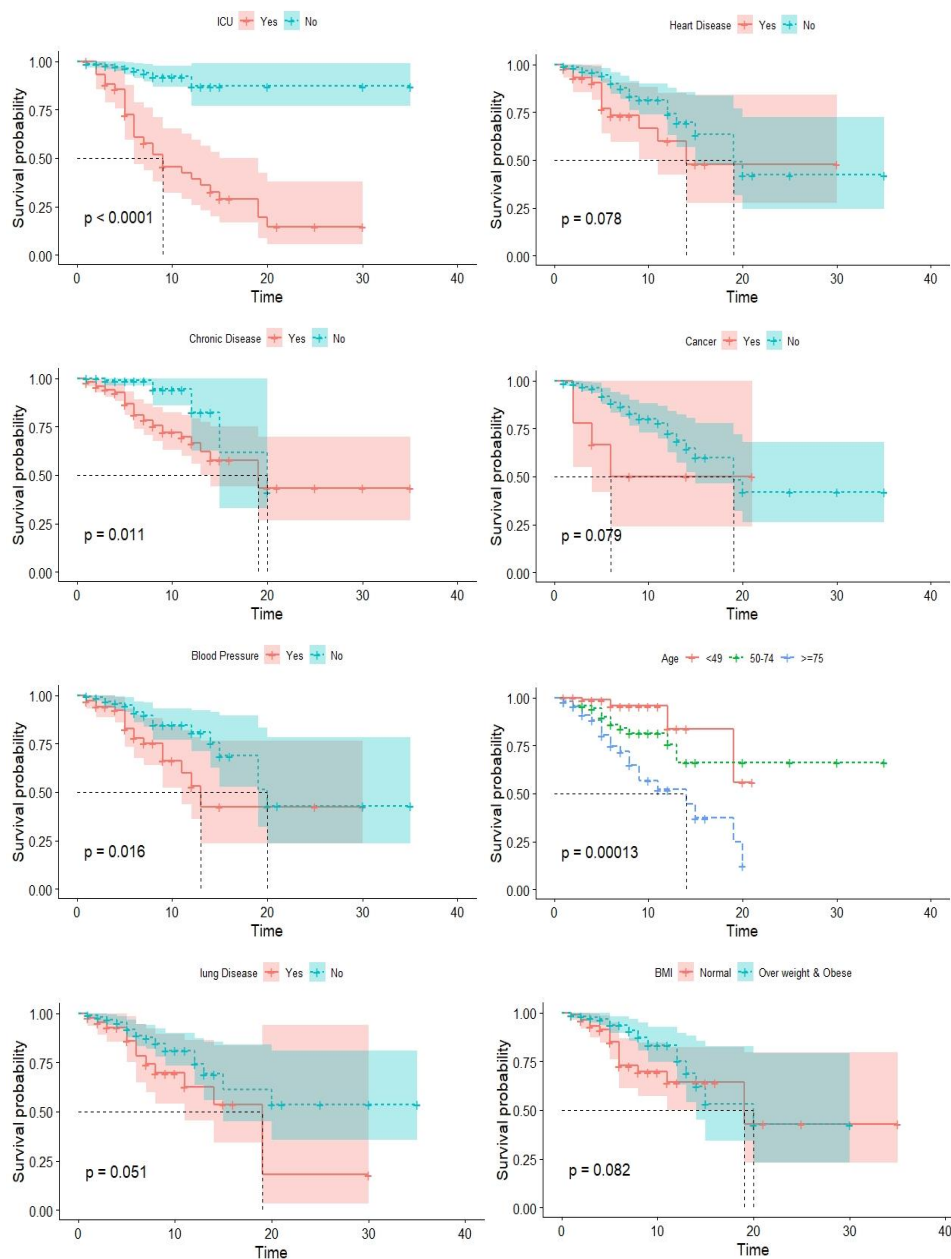 ICU Yes No
Survival probability
1.00
0.75
0.50
0.25
0.00
p < 0.0001
0 10 20 30 40
Time
Heart Disease Yes No
Survival probability
1.00
0.75
0.50
0.25
0.00
p = 0.078
0 10 20 30 40
Time
Chronic Disease Yes No
Survival probability
1.00
0.75
0.50
0.25
0.00
p = 0.011
0 10 20 30 40
Time
Cancer Yes No
Survival probability
1.00
0.75
0.50
0.25
0.00
p = 0.079
0 10 20 30 40
Time
Blood Pressure Yes No
Survival probability
1.00
0.75
0.50
0.25
0.00
p = 0.016
0 10 20 30 40
Time
Age <49 50-74 >=75
Survival probability
1.00
0.75
0.50
0.25
0.00
p = 0.00013
0 10 20 30 40
Time
lung Disease Yes No
Survival probability
1.00
0.75
0.50
0.25
0.00
p = 0.051
0 10 20 30 40
Time
BMI Normal Over weight & Obese
Survival probability
1.00
0.75
0.50
0.25
0.00
p = 0.082
0 10 20 30 40
Time